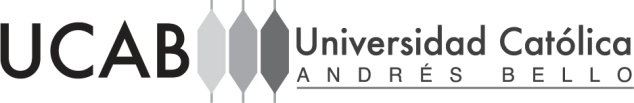 UCAB
Universidad Católica
ANDRÉS BELLO